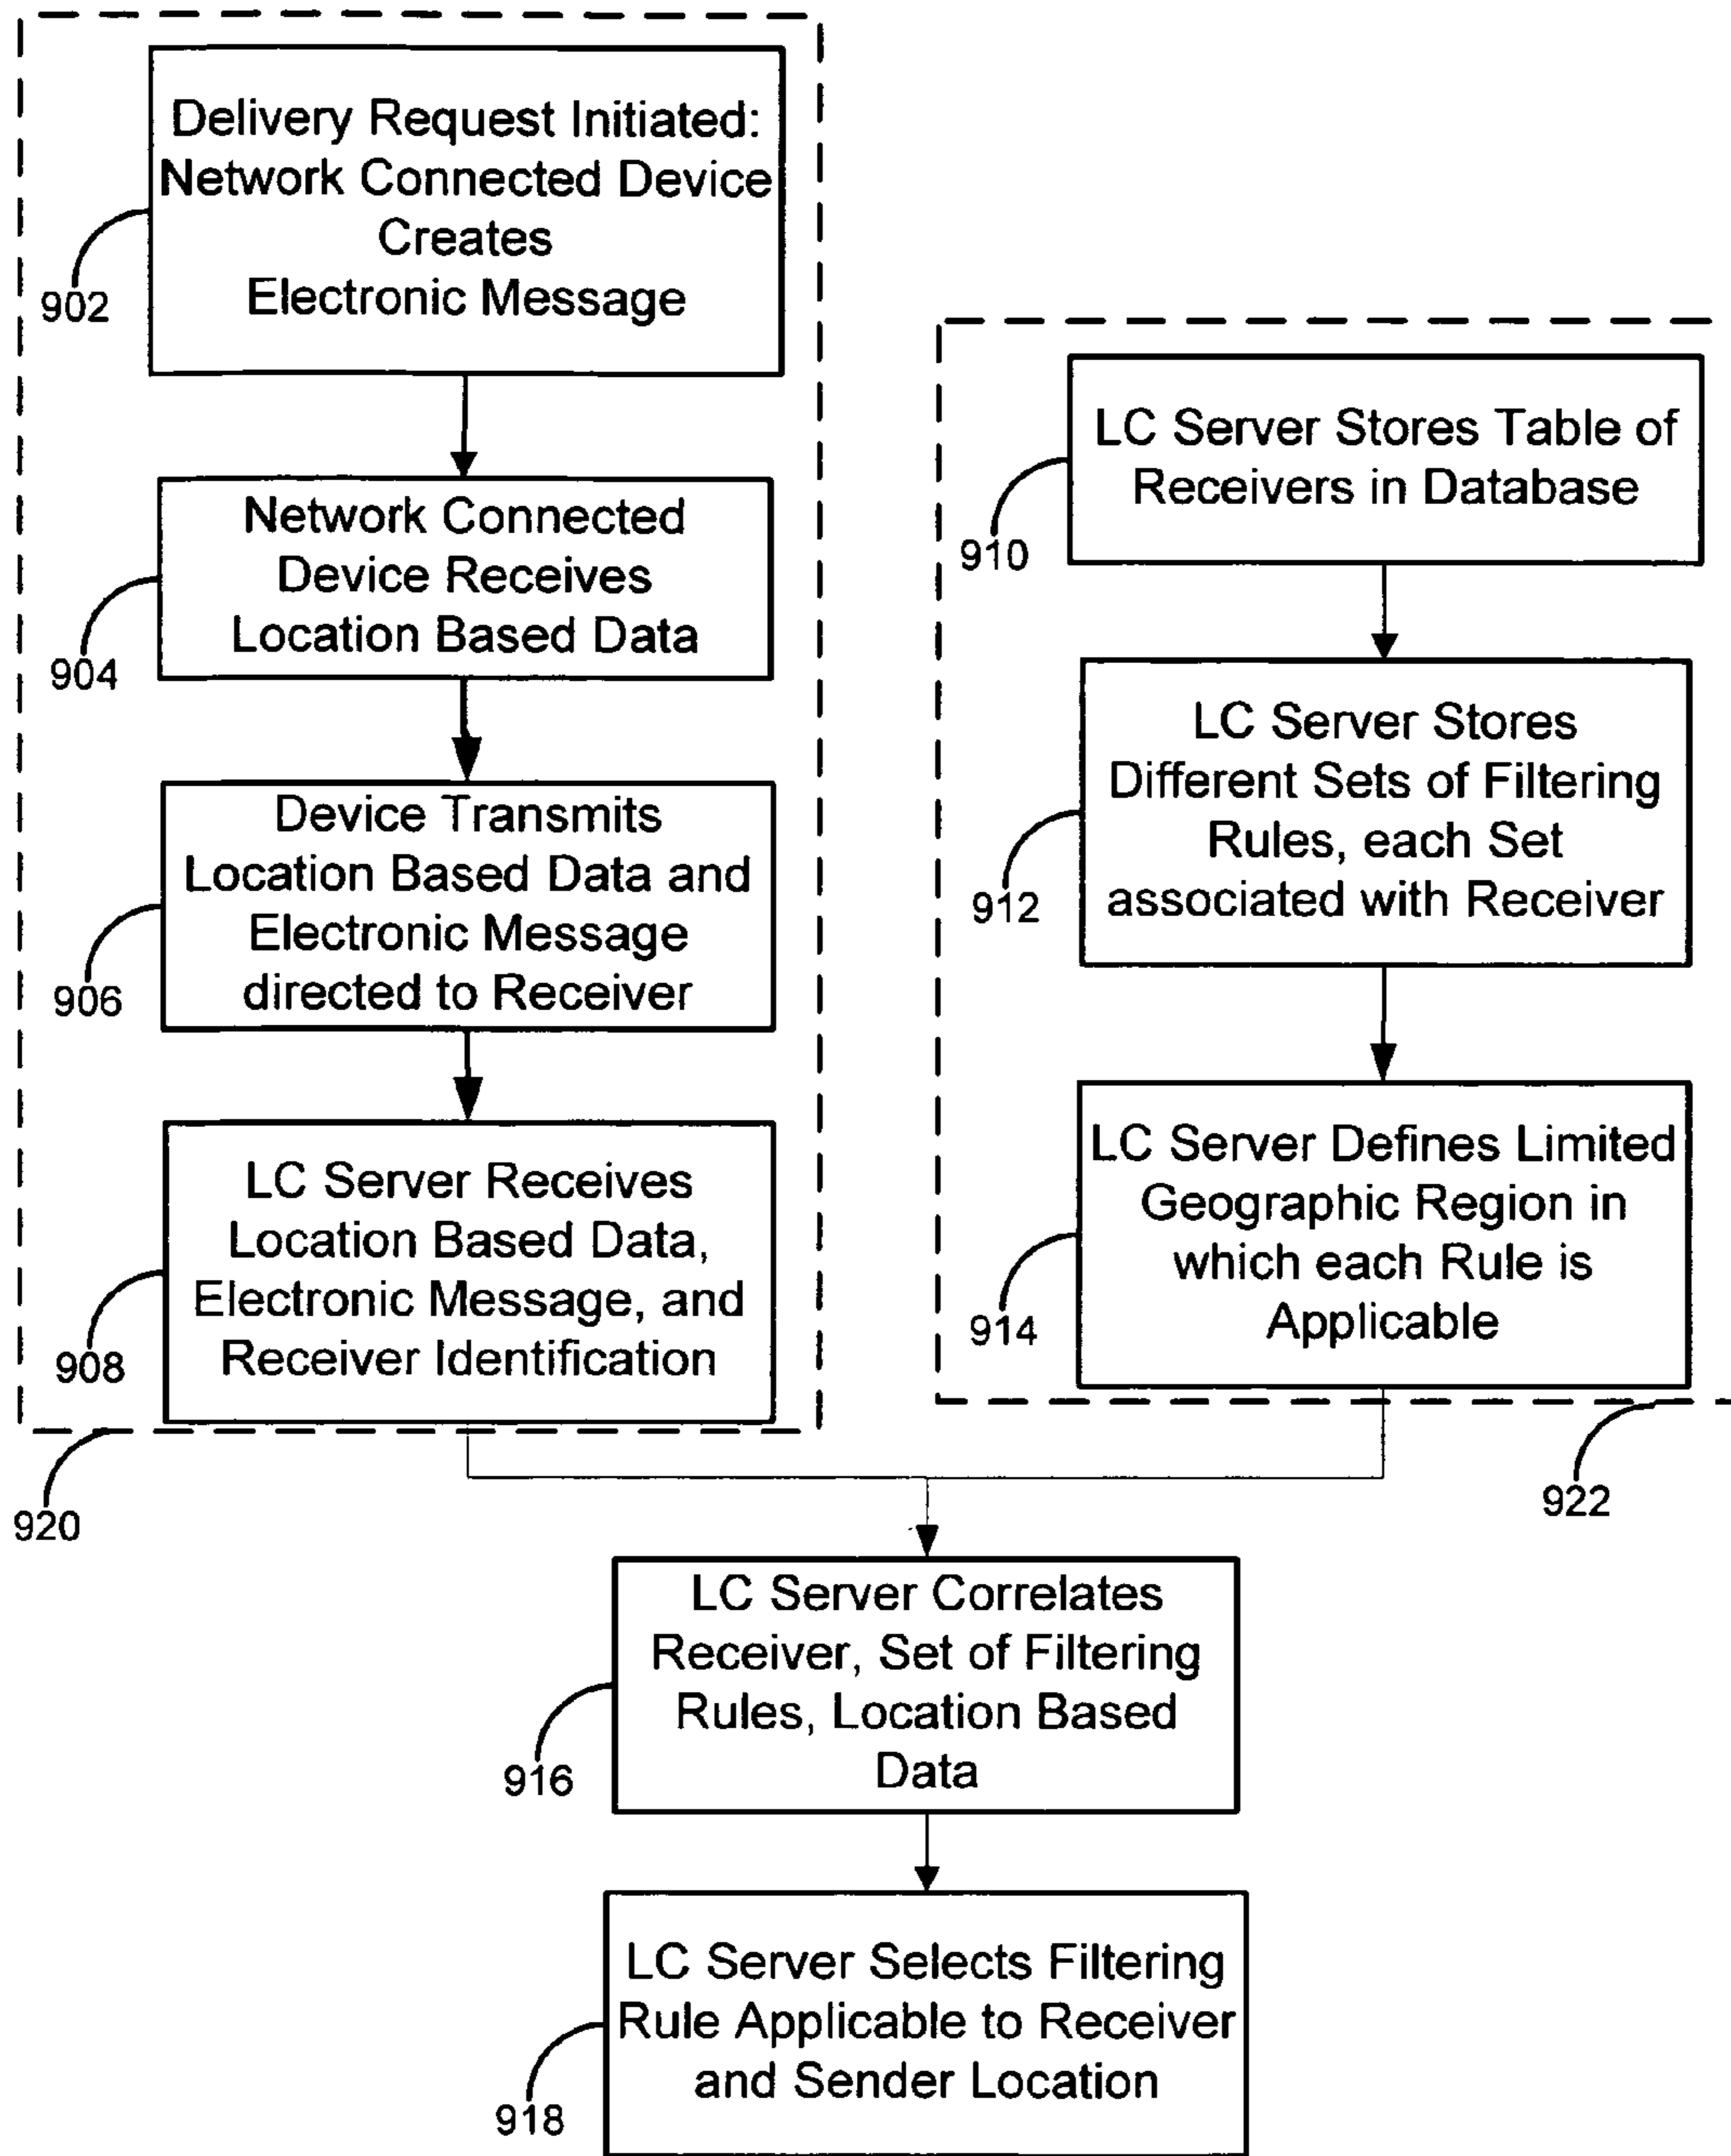 Delivery Request Initiated:
Network Connected Device
Creates
Electronic Message
902
Network Connected
Device Receives
Location Based Data
904
Device Transmits
Location Based Data and
Electronic Message
directed to Receiver
906
LC Server Receives
Location Based Data,
Electronic Message, and
Receiver Identification
908
920
LC Server Stores Table of
Receivers in Database
910
LC Server Stores
Different Sets of Filtering
Rules, each Set
associated with Receiver
912
LC Server Defines Limited
Geographic Region in
which each Rule is
Applicable
914
922
LC Server Correlates
Receiver, Set of Filtering
Rules, Location Based
Data
916
LC Server Selects Filtering
Rule Applicable to Receiver
and Sender Location
918